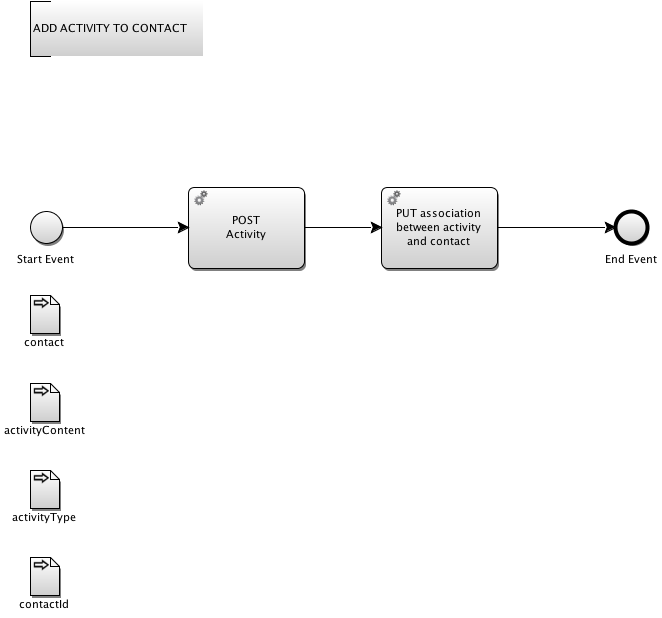 ADD ACTIVITY TO CONTACT
POST
Activity
PUT association
between activity
and contact
Start Event
End Event
contact
activityContent
activityType
contactId